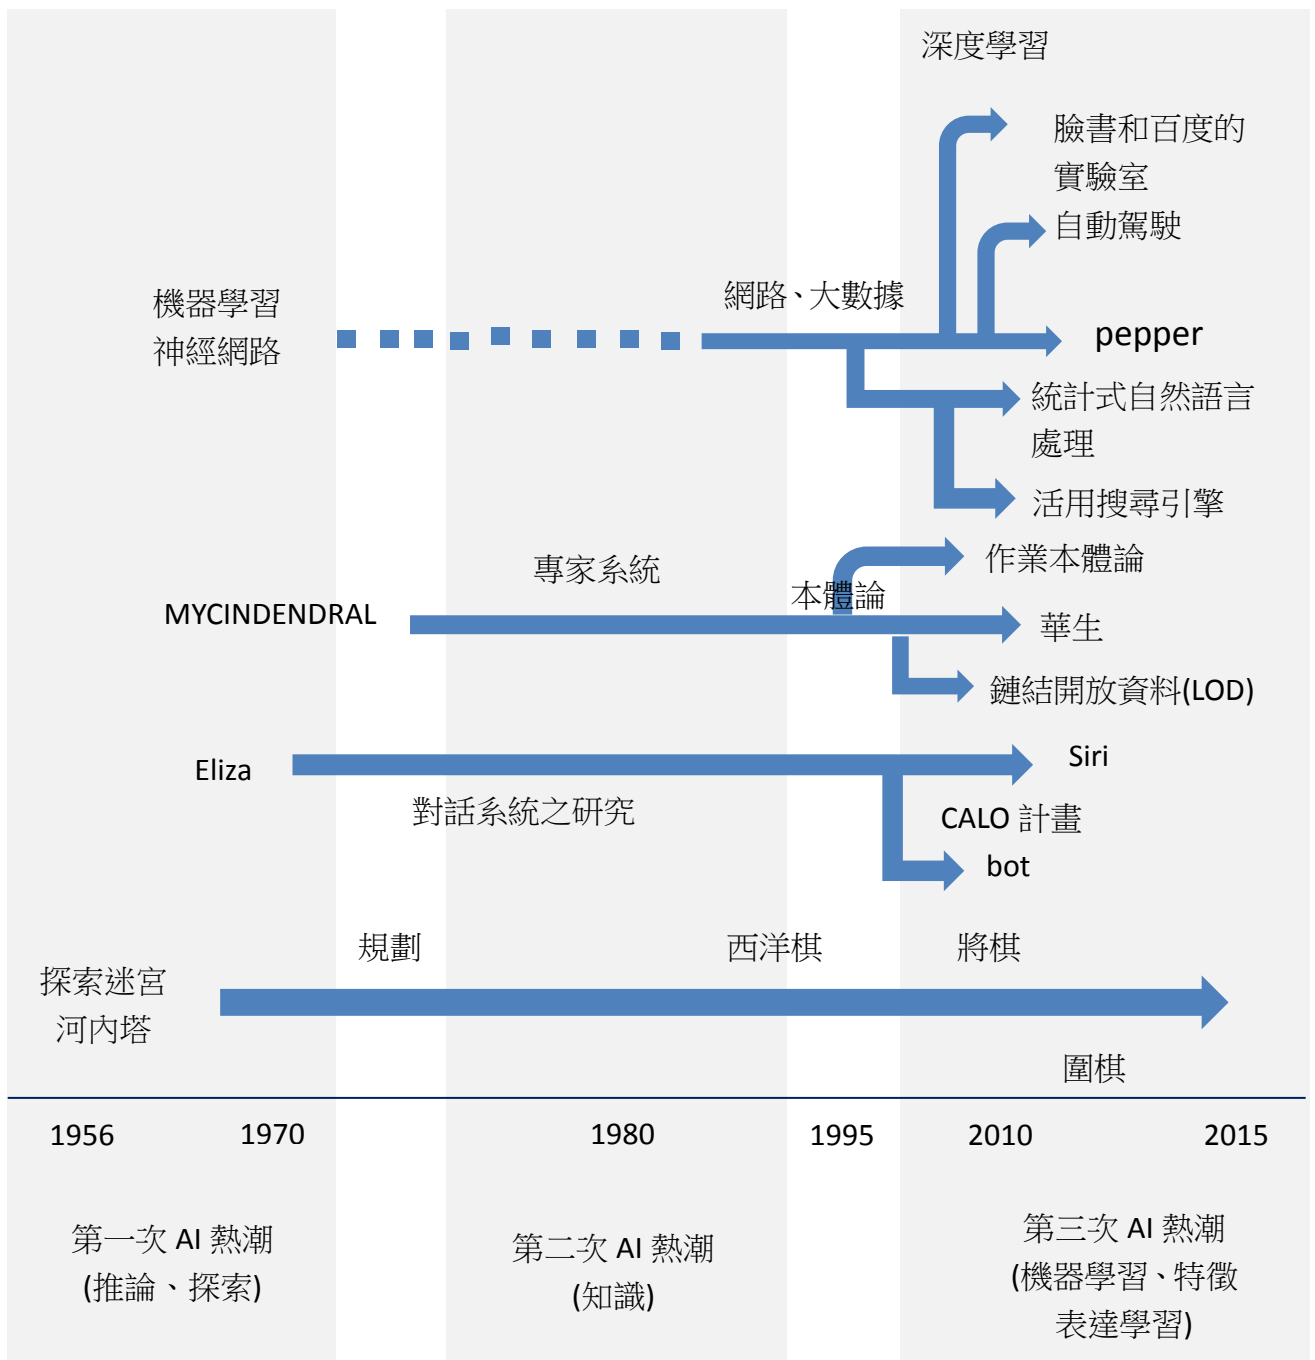 深度學習
臉書和百度的
實驗室
自動駕駛
網路、大數據
機器學習
神經網路
pepper
統計式自然語言
處理
活用搜尋引擎
作業本體論
專家系統
本體論
MYCINDENDRAL
華生
鏈結開放資料(LOD)
Siri
Eliza
對話系統之研究
CALO 計畫
bot
規劃
西洋棋
將棋
探索迷宮
河內塔
圍棋
1956
1970
1980
1995
2010
2015
第一次 AI 熱潮
(推論、探索)
第二次 AI 熱潮
(知識)
第三次 AI 熱潮
(機器學習、特徵
表達學習)